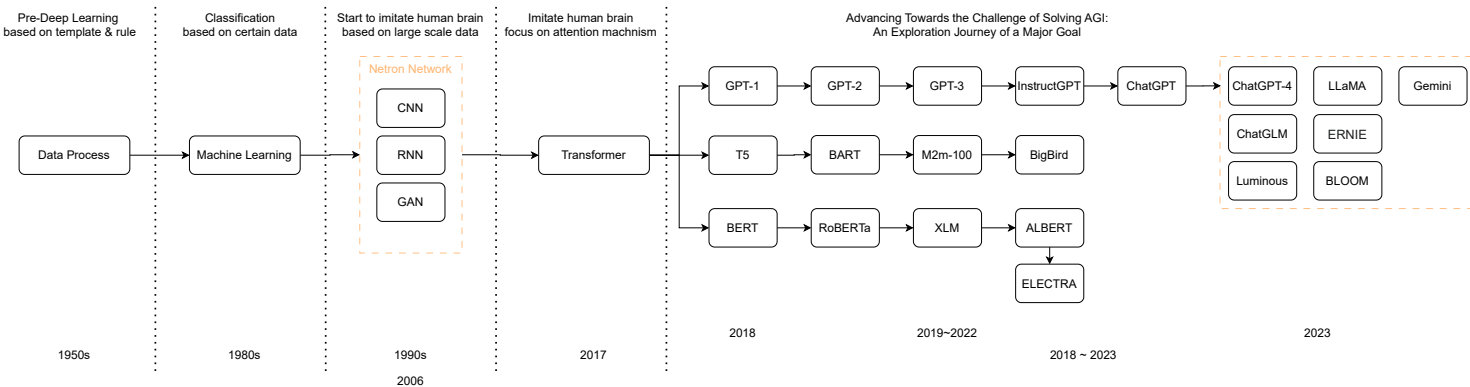 Pre-Deep Learning
based on template & rule
Classification
based on certain data
Start to imitate human brain
based on large scale data
Imitate human brain
focus on attention machnism
Advancing Towards the Challenge of Solving AGI:
An Exploration Journey of a Major Goal
Data Process
Machine Learning
Netron Network
CNN
RNN
GAN
Transformer
GPT-1
GPT-2
GPT-3
InstructGPT
ChatGPT
T5
BART
M2m-100
BigBird
BERT
RoBERTa
XLM
ALBERT
ELECTRA
ChatGPT-4
LLaMA
Gemini
ChatGLM
ERNIE
Luminous
BLOOM
2018
2019~2022
2023
1950s
1980s
1990s
2017
2018 ~ 2023
2006